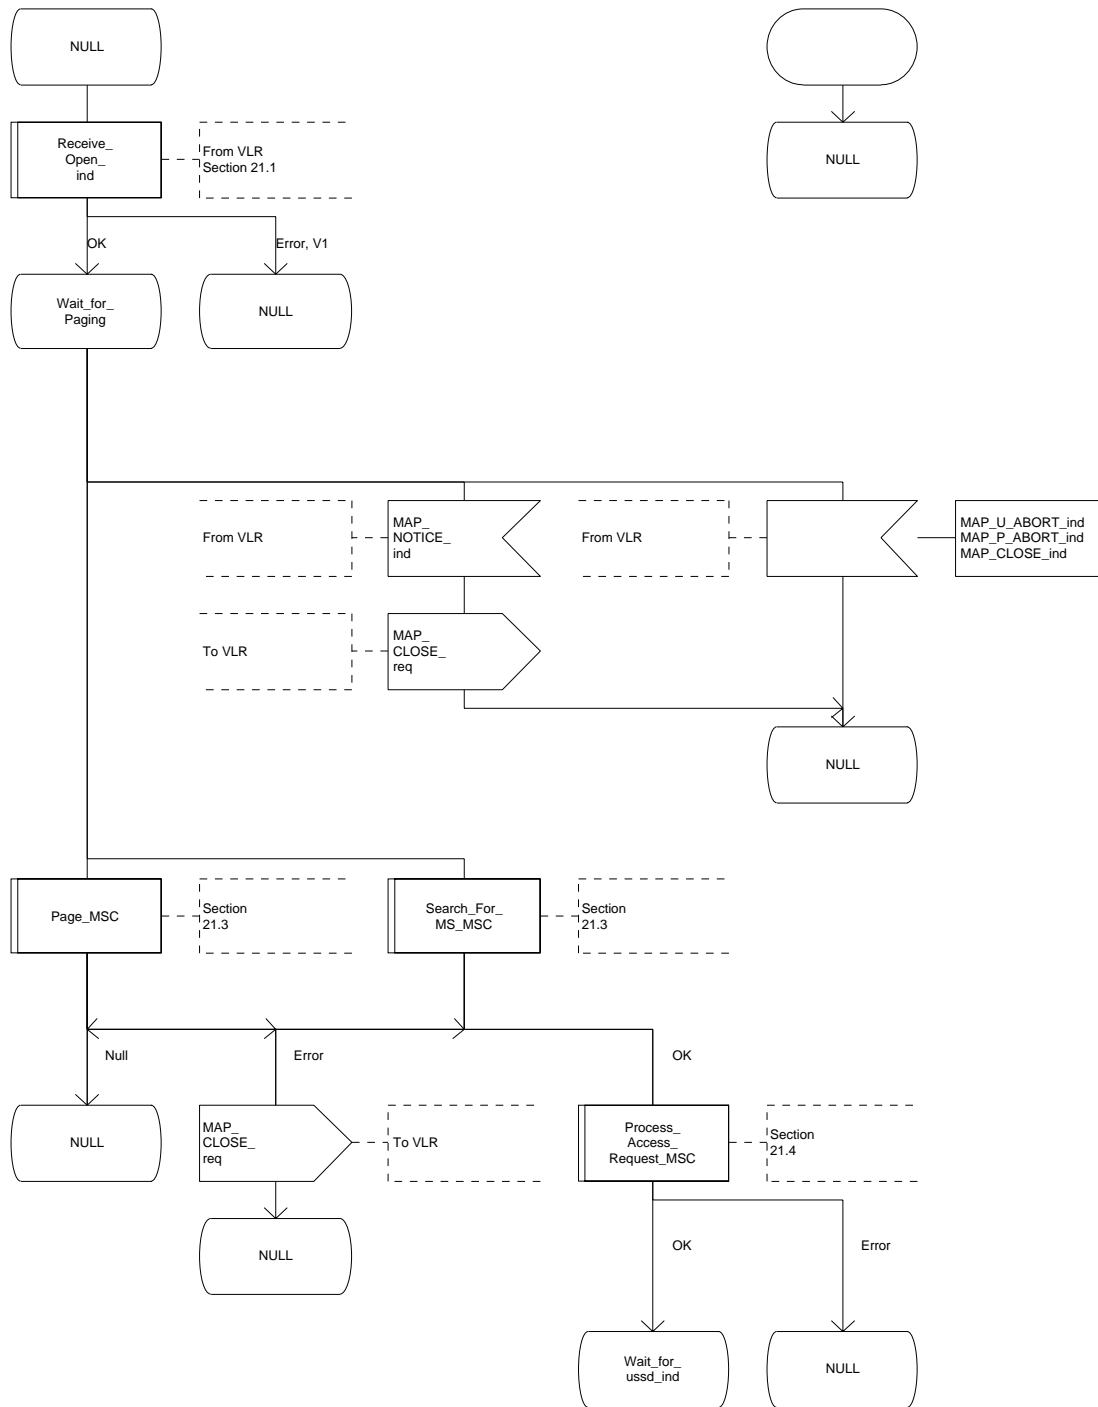 NULL
Receive_
Open_
ind
From VLR
Section 21.1
NULL
OK
Error, V1
Wait_for_
Paging
NULL
From VLR
MAP_
NOTICE_
ind
From VLR
MAP_U_ABORT_ind
MAP_P_ABORT_ind
MAP_CLOSE_ind
To VLR
MAP_
CLOSE_
req
NULL
Page_MSC
Section
21.3
Search_For_
MS_MSC
Section
21.3
Null
Error
OK
NULL
MAP_
CLOSE_
req
To VLR
Process_
Access_
Request_MSC
Section
21.4
NULL
OK
Error
Wait_for_
ussd_ind
NULL